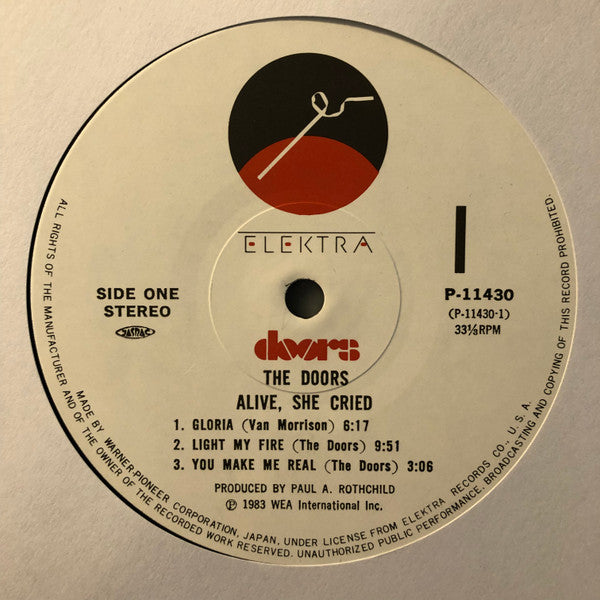 ELEKTRA
SIDE ONE
STEREO
JASRAC
P-11430
(P-11430-1)
33⅓RPM
doors
THE DOORS
ALIVE, SHE CRIED
1. GLORIA (Van Morrison) 6:17
2. LIGHT MY FIRE (The Doors) 9:51
3. YOU MAKE ME REAL (The Doors) 3:06
PRODUCED BY PAUL A. ROTHCHILD
Ⓟ 1983 WEA International Inc.
ALL RIGHTS OF THE MANUFACTURER AND OF THE OWNER OF THE RECORDED WORK RESERVED. UNAUTHORIZED PUBLIC PERFORMANCE, BROADCASTING AND COPYING OF THIS RECORD PROHIBITED.
MADE BY WARNER-PIONEER CORPORATION, JAPAN, UNDER LICENSE FROM ELEKTRA RECORDS CO., U.S.A.